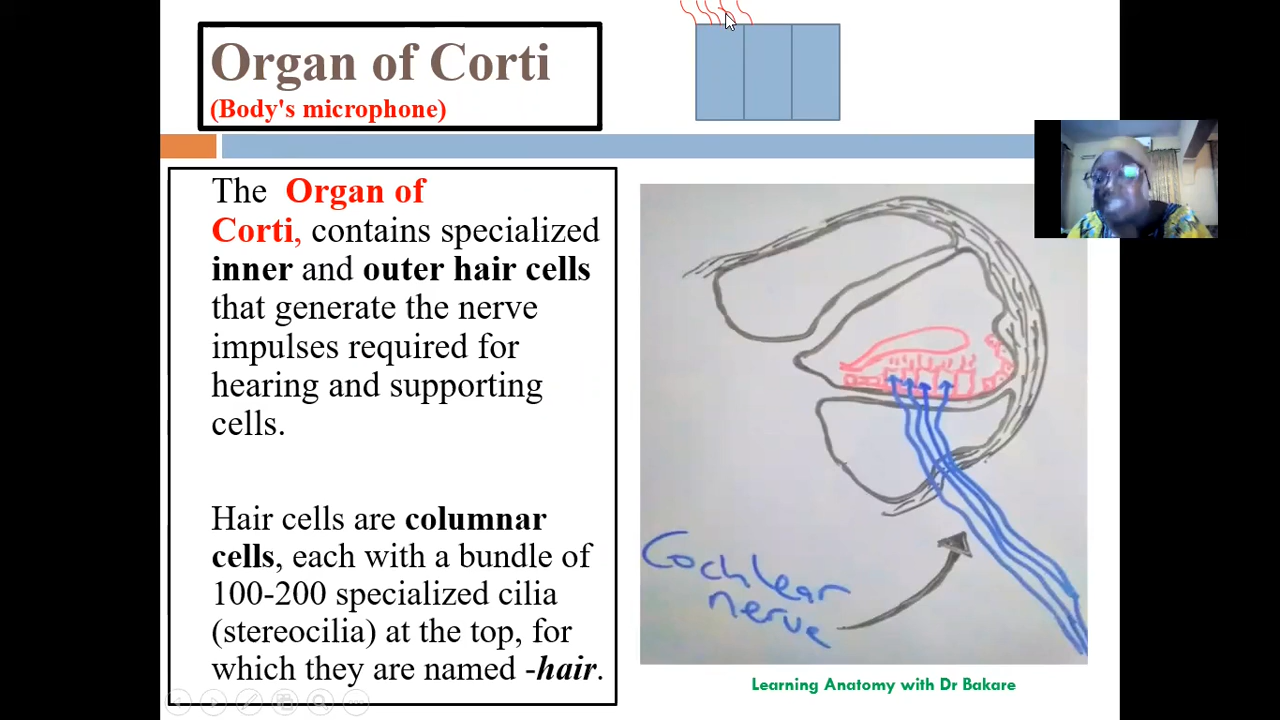 Organ of Corti
(Body's microphone)
The Organ of
Corti, contains specialized
inner and outer hair cells
that generate the nerve
impulses required for
hearing and supporting
cells.
Hair cells are columnar
cells, each with a bundle of
100-200 specialized cilia
(stereocilia) at the top, for
which they are named -hair.
Cochlear
nerve
Learning Anatomy with Dr Bakare